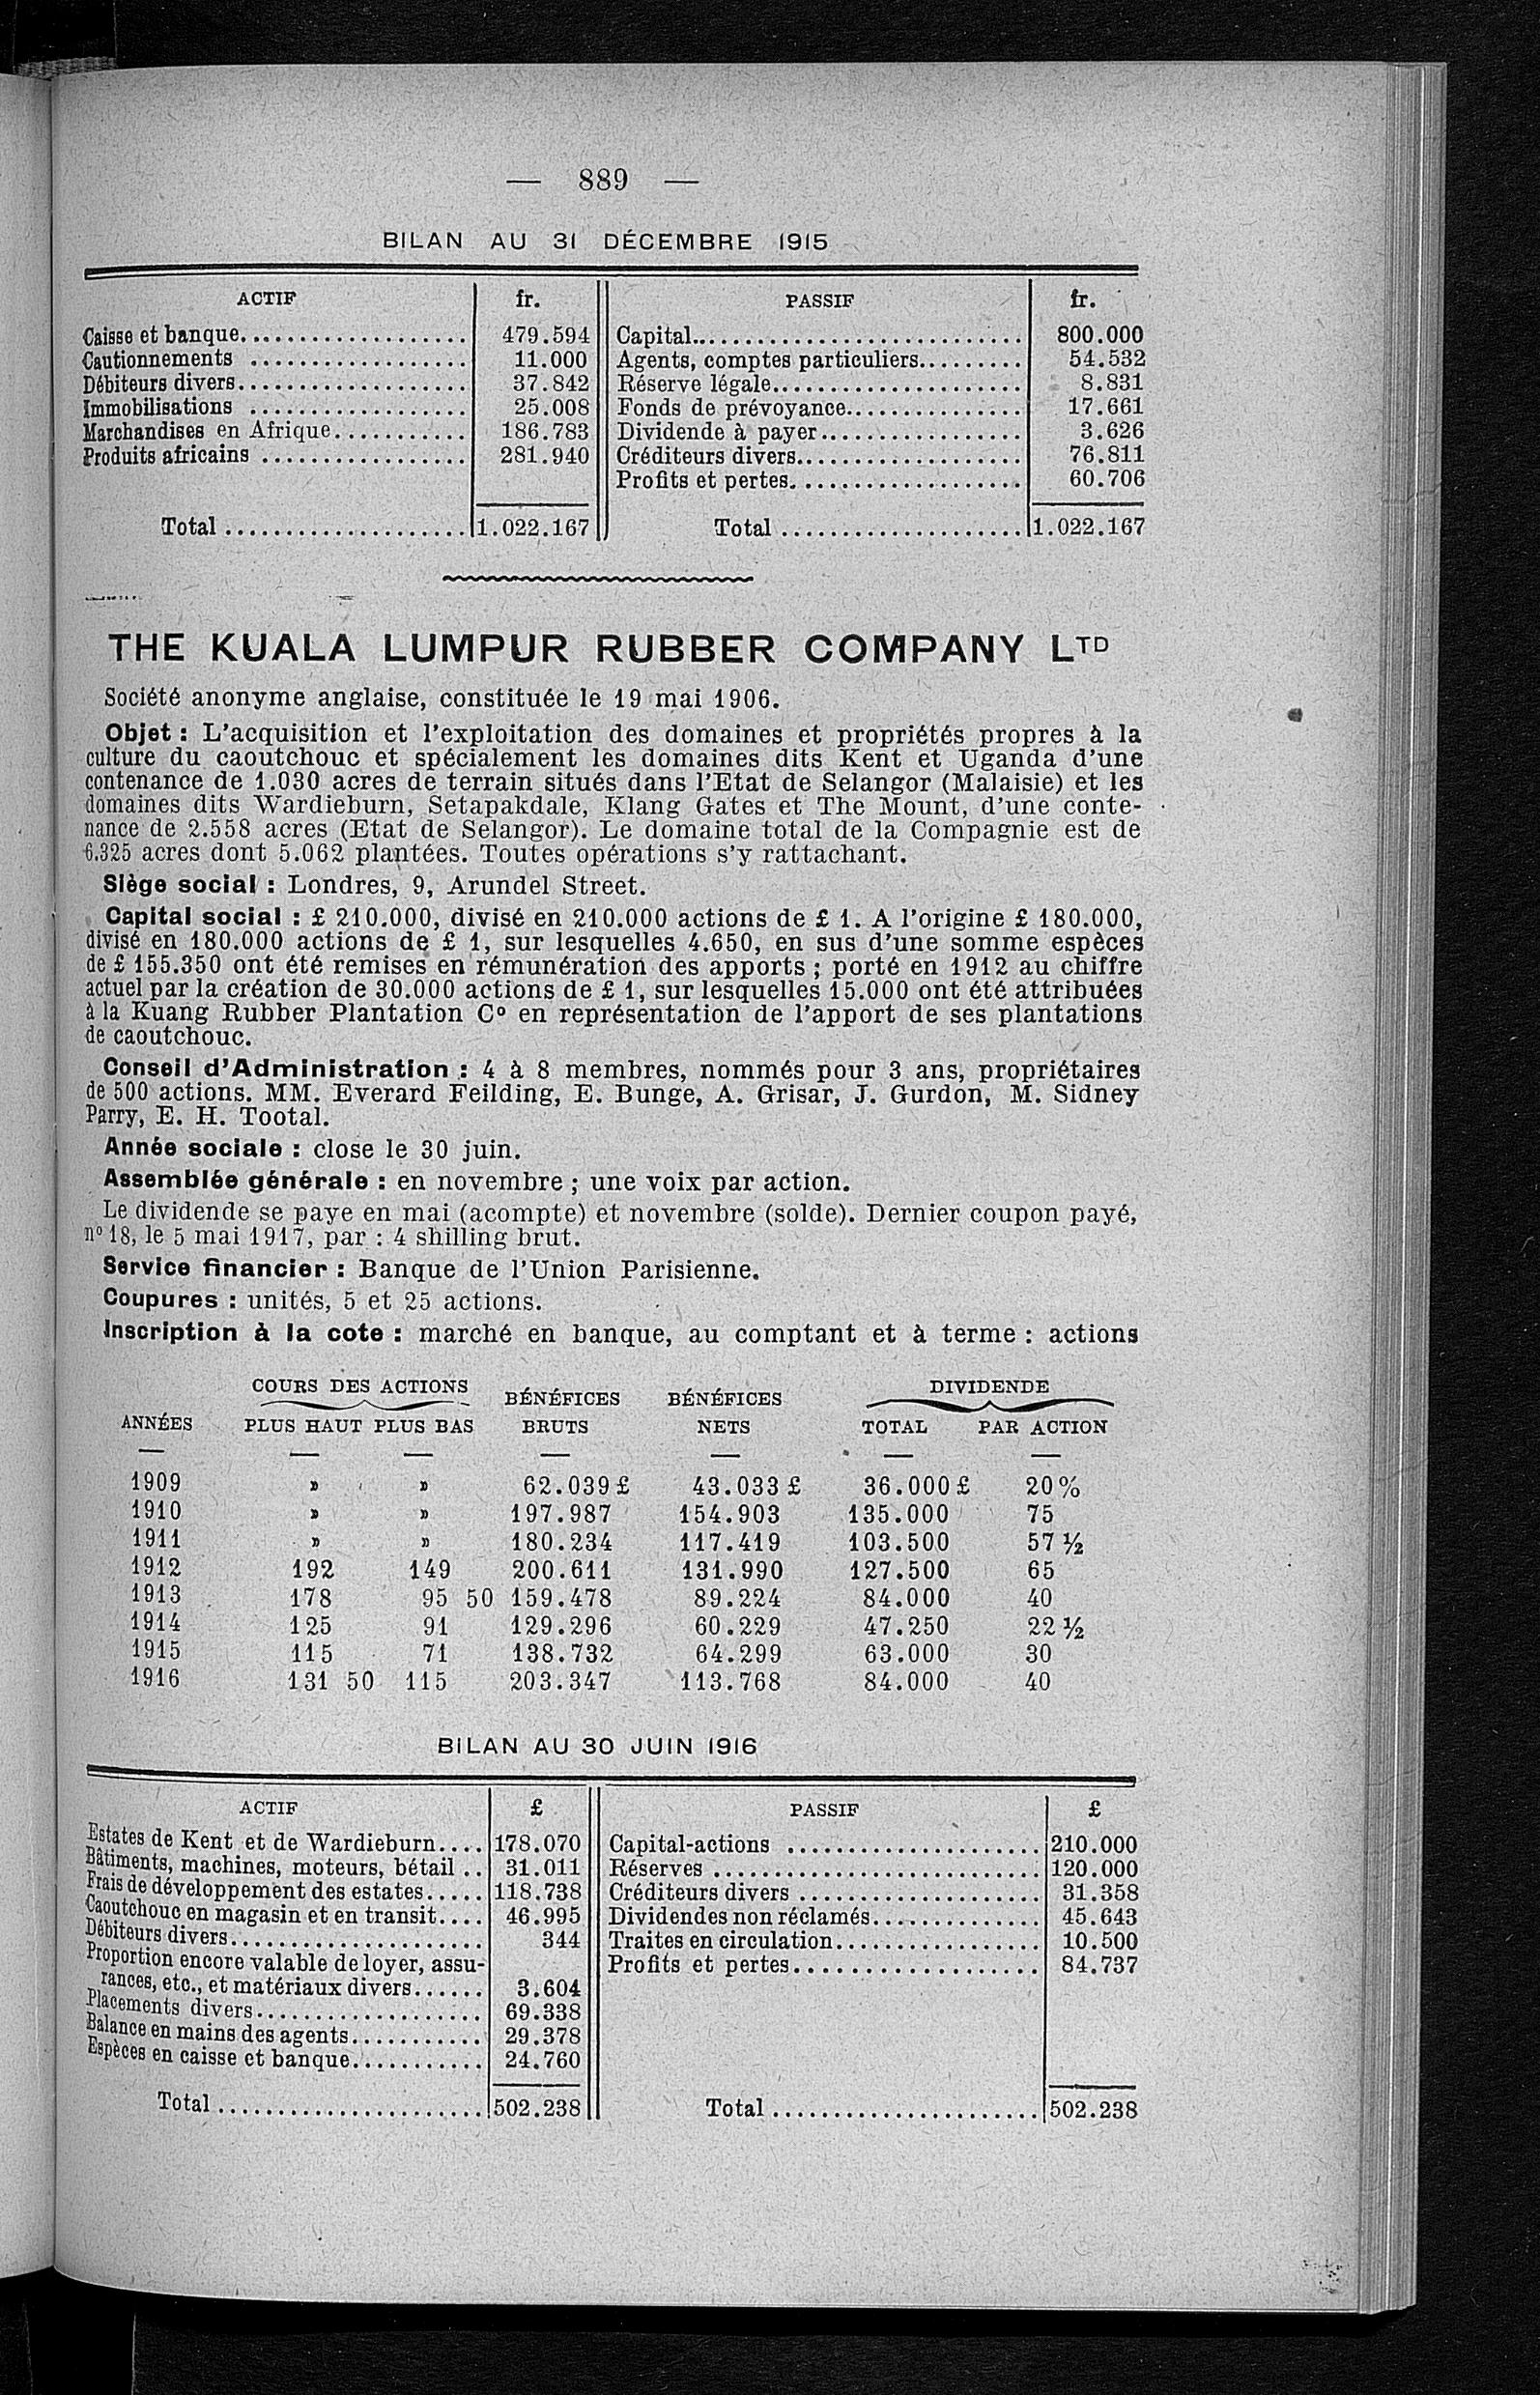 — 889 —
BILAN AU 31 DÉCEMBRE 1915
ACTIF fr. PASSIF fr.
Caisse et banque................... 479.594 Capital............................ 800.000
Cautionnements .................. 11.000 Agents, comptes particuliers......... 54.532
Débiteurs divers................... 37.842 Réserve légale..................... 8.831
Immobilisations .................. 25.008 Fonds de prévoyance............... 17.661
Marchandises en Afrique........... 186.783 Dividende à payer................. 3.626
Produits africains ................. 281.940 Créditeurs divers................... 76.811
Profits et pertes................... 60.706
Total .................... 1.022.167 Total .................... 1.022.167
THE KUALA LUMPUR RUBBER COMPANY LTD
Société anonyme anglaise, constituée le 19 mai 1906.
Objet : L'acquisition et l'exploitation des domaines et propriétés propres à la
culture du caoutchouc et spécialement les domaines dits Kent et Uganda d'une
contenance de 1.030 acres de terrain situés dans l'Etat de Selangor (Malaisie) et les
domaines dits Wardieburn, Setapakdale, Klang Gates et The Mount, d'une conte-
nance de 2.558 acres (Etat de Selangor). Le domaine total de la Compagnie est de
6.325 acres dont 5.062 plantées. Toutes opérations s'y rattachant.
Siège social : Londres, 9, Arundel Street.
Capital social : £ 210.000, divisé en 210.000 actions de £ 1. A l'origine £ 180.000,
divisé en 180.000 actions de £ 1, sur lesquelles 4.650, en sus d'une somme espèces
de £ 155.350 ont été remises en rémunération des apports ; porté en 1912 au chiffre
actuel par la création de 30.000 actions de £ 1, sur lesquelles 15.000 ont été attribuées
à la Kuang Rubber Plantation Cº en représentation de l'apport de ses plantations
de caoutchouc.
Conseil d'Administration : 4 à 8 membres, nommés pour 3 ans, propriétaires
de 500 actions. MM. Everard Feilding, E. Bunge, A. Grisar, J. Gurdon, M. Sidney
Parry, E. H. Tootal.
Année sociale : close le 30 juin.
Assemblée générale : en novembre ; une voix par action.
Le dividende se paye en mai (acompte) et novembre (solde). Dernier coupon payé,
nº 18, le 5 mai 1917, par : 4 shilling brut.
Service financier : Banque de l'Union Parisienne.
Coupures : unités, 5 et 25 actions.
Inscription à la cote : marché en banque, au comptant et à terme : actions
COURS DES ACTIONS BÉNÉFICES BÉNÉFICES DIVIDENDE
ANNÉES PLUS HAUT PLUS BAS BRUTS NETS TOTAL PAR ACTION
1909 » » 62.039 £ 43.033 £ 36.000 £ 20 %
1910 » » 197.987 154.903 135.000 75
1911 » » 180.234 117.419 103.500 57 ½
1912 192 149 200.611 131.990 127.500 65
1913 178 95 50 159.478 89.224 84.000 40
1914 125 91 129.296 60.229 47.250 22 ½
1915 115 71 138.732 64.299 63.000 30
1916 131 50 115 203.347 113.768 84.000 40
BILAN AU 30 JUIN 1916
ACTIF £ PASSIF £
Estates de Kent et de Wardieburn.... 178.070 Capital-actions ..................... 210.000
Bâtiments, machines, moteurs, bétail .. 31.011 Réserves ........................... 120.000
Frais de développement des estates..... 118.738 Créditeurs divers .................... 31.358
Caoutchouc en magasin et en transit.... 46.995 Dividendes non réclamés.............. 45.643
Débiteurs divers..................... 344 Traites en circulation................. 10.500
Proportion encore valable de loyer, assu- Profits et pertes.................... 84.737
rances, etc., et matériaux divers...... 3.604
Placements divers................... 69.338
Balance en mains des agents........... 29.378
Espèces en caisse et banque........... 24.760
Total ...................... 502.238 Total ...................... 502.238